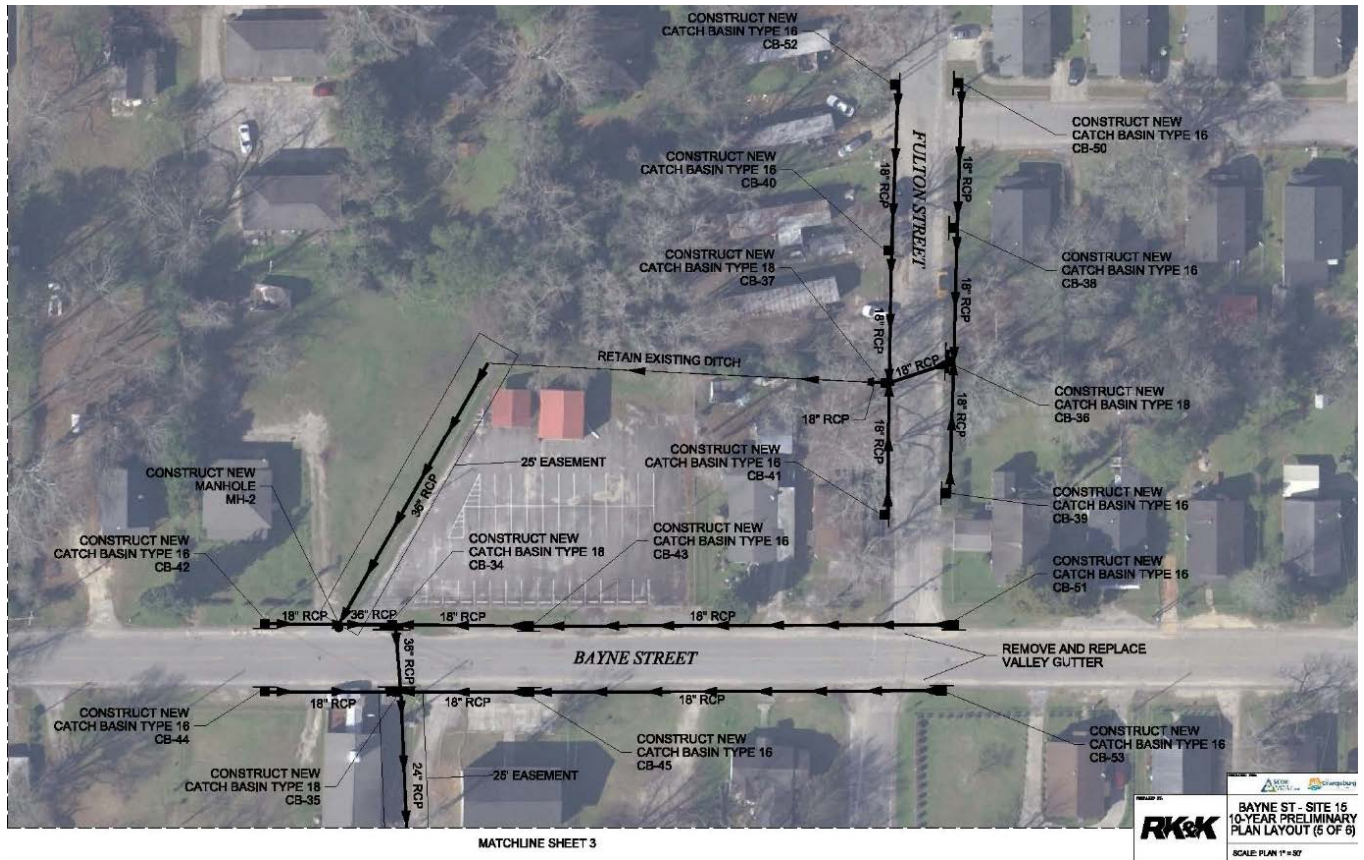 CONSTRUCT NEW
CATCH BASIN TYPE 16
CB-52
CONSTRUCT NEW
CATCH BASIN TYPE 16
CB-50
FULTON STREET
CONSTRUCT NEW
CATCH BASIN TYPE 16
CB-40
18" RCP
18" RCP
CONSTRUCT NEW
CATCH BASIN TYPE 18
CB-37
CONSTRUCT NEW
CATCH BASIN TYPE 16
CB-38
18" RCP
18" RCP
RETAIN EXISTING DITCH
18" RCP
18" RCP
CONSTRUCT NEW
CATCH BASIN TYPE 18
CB-36
18" RCP
18" RCP
CONSTRUCT NEW
CATCH BASIN TYPE 16
CB-41
25' EASEMENT
36" RCP
CONSTRUCT NEW
MANHOLE
MH-2
CONSTRUCT NEW
CATCH BASIN TYPE 16
CB-39
CONSTRUCT NEW
CATCH BASIN TYPE 16
CB-42
CONSTRUCT NEW
CATCH BASIN TYPE 18
CB-34
CONSTRUCT NEW
CATCH BASIN TYPE 16
CB-43
CONSTRUCT NEW
CATCH BASIN TYPE 16
CB-51
18" RCP
36" RCP
18" RCP
18" RCP
36" RCP
BAYNE STREET
REMOVE AND REPLACE
VALLEY GUTTER
18" RCP
18" RCP
18" RCP
CONSTRUCT NEW
CATCH BASIN TYPE 16
CB-44
CONSTRUCT NEW
CATCH BASIN TYPE 16
CB-45
CONSTRUCT NEW
CATCH BASIN TYPE 16
CB-53
CONSTRUCT NEW
CATCH BASIN TYPE 18
CB-35
24" RCP
25' EASEMENT
MATCHLINE SHEET 3
RK&K
BAYNE ST - SITE 15
10-YEAR PRELIMINARY
PLAN LAYOUT (5 OF 6)
SCALE: PLAN 1" = 50'